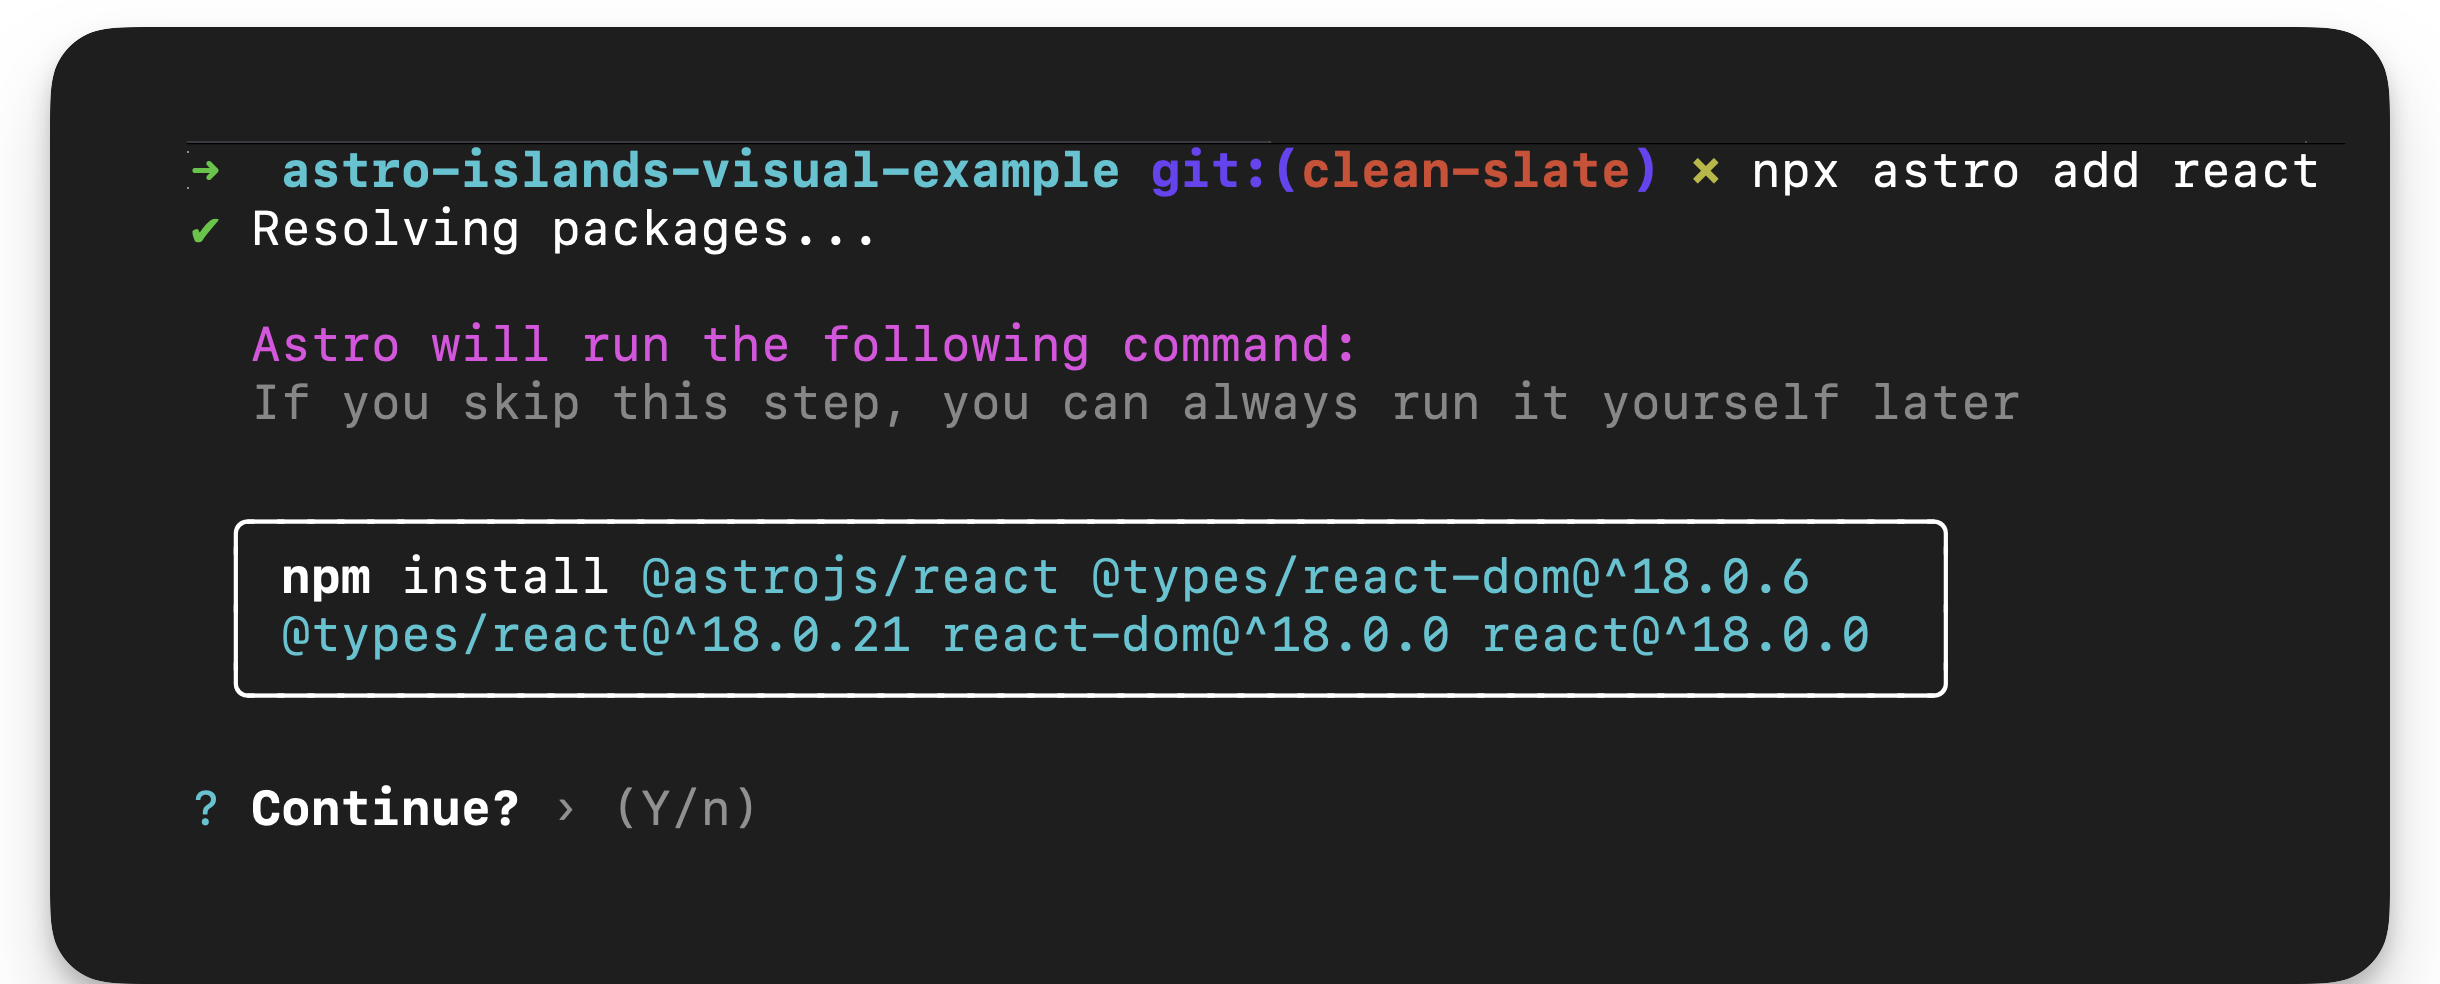 ➜  astro-islands-visual-example git:(clean-slate) ✗ npx astro add react
✔ Resolving packages...
Astro will run the following command:
If you skip this step, you can always run it yourself later
npm install @astrojs/react @types/react-dom@^18.0.6
@types/react@^18.0.21 react-dom@^18.0.0 react@^18.0.0
? Continue? › (Y/n)